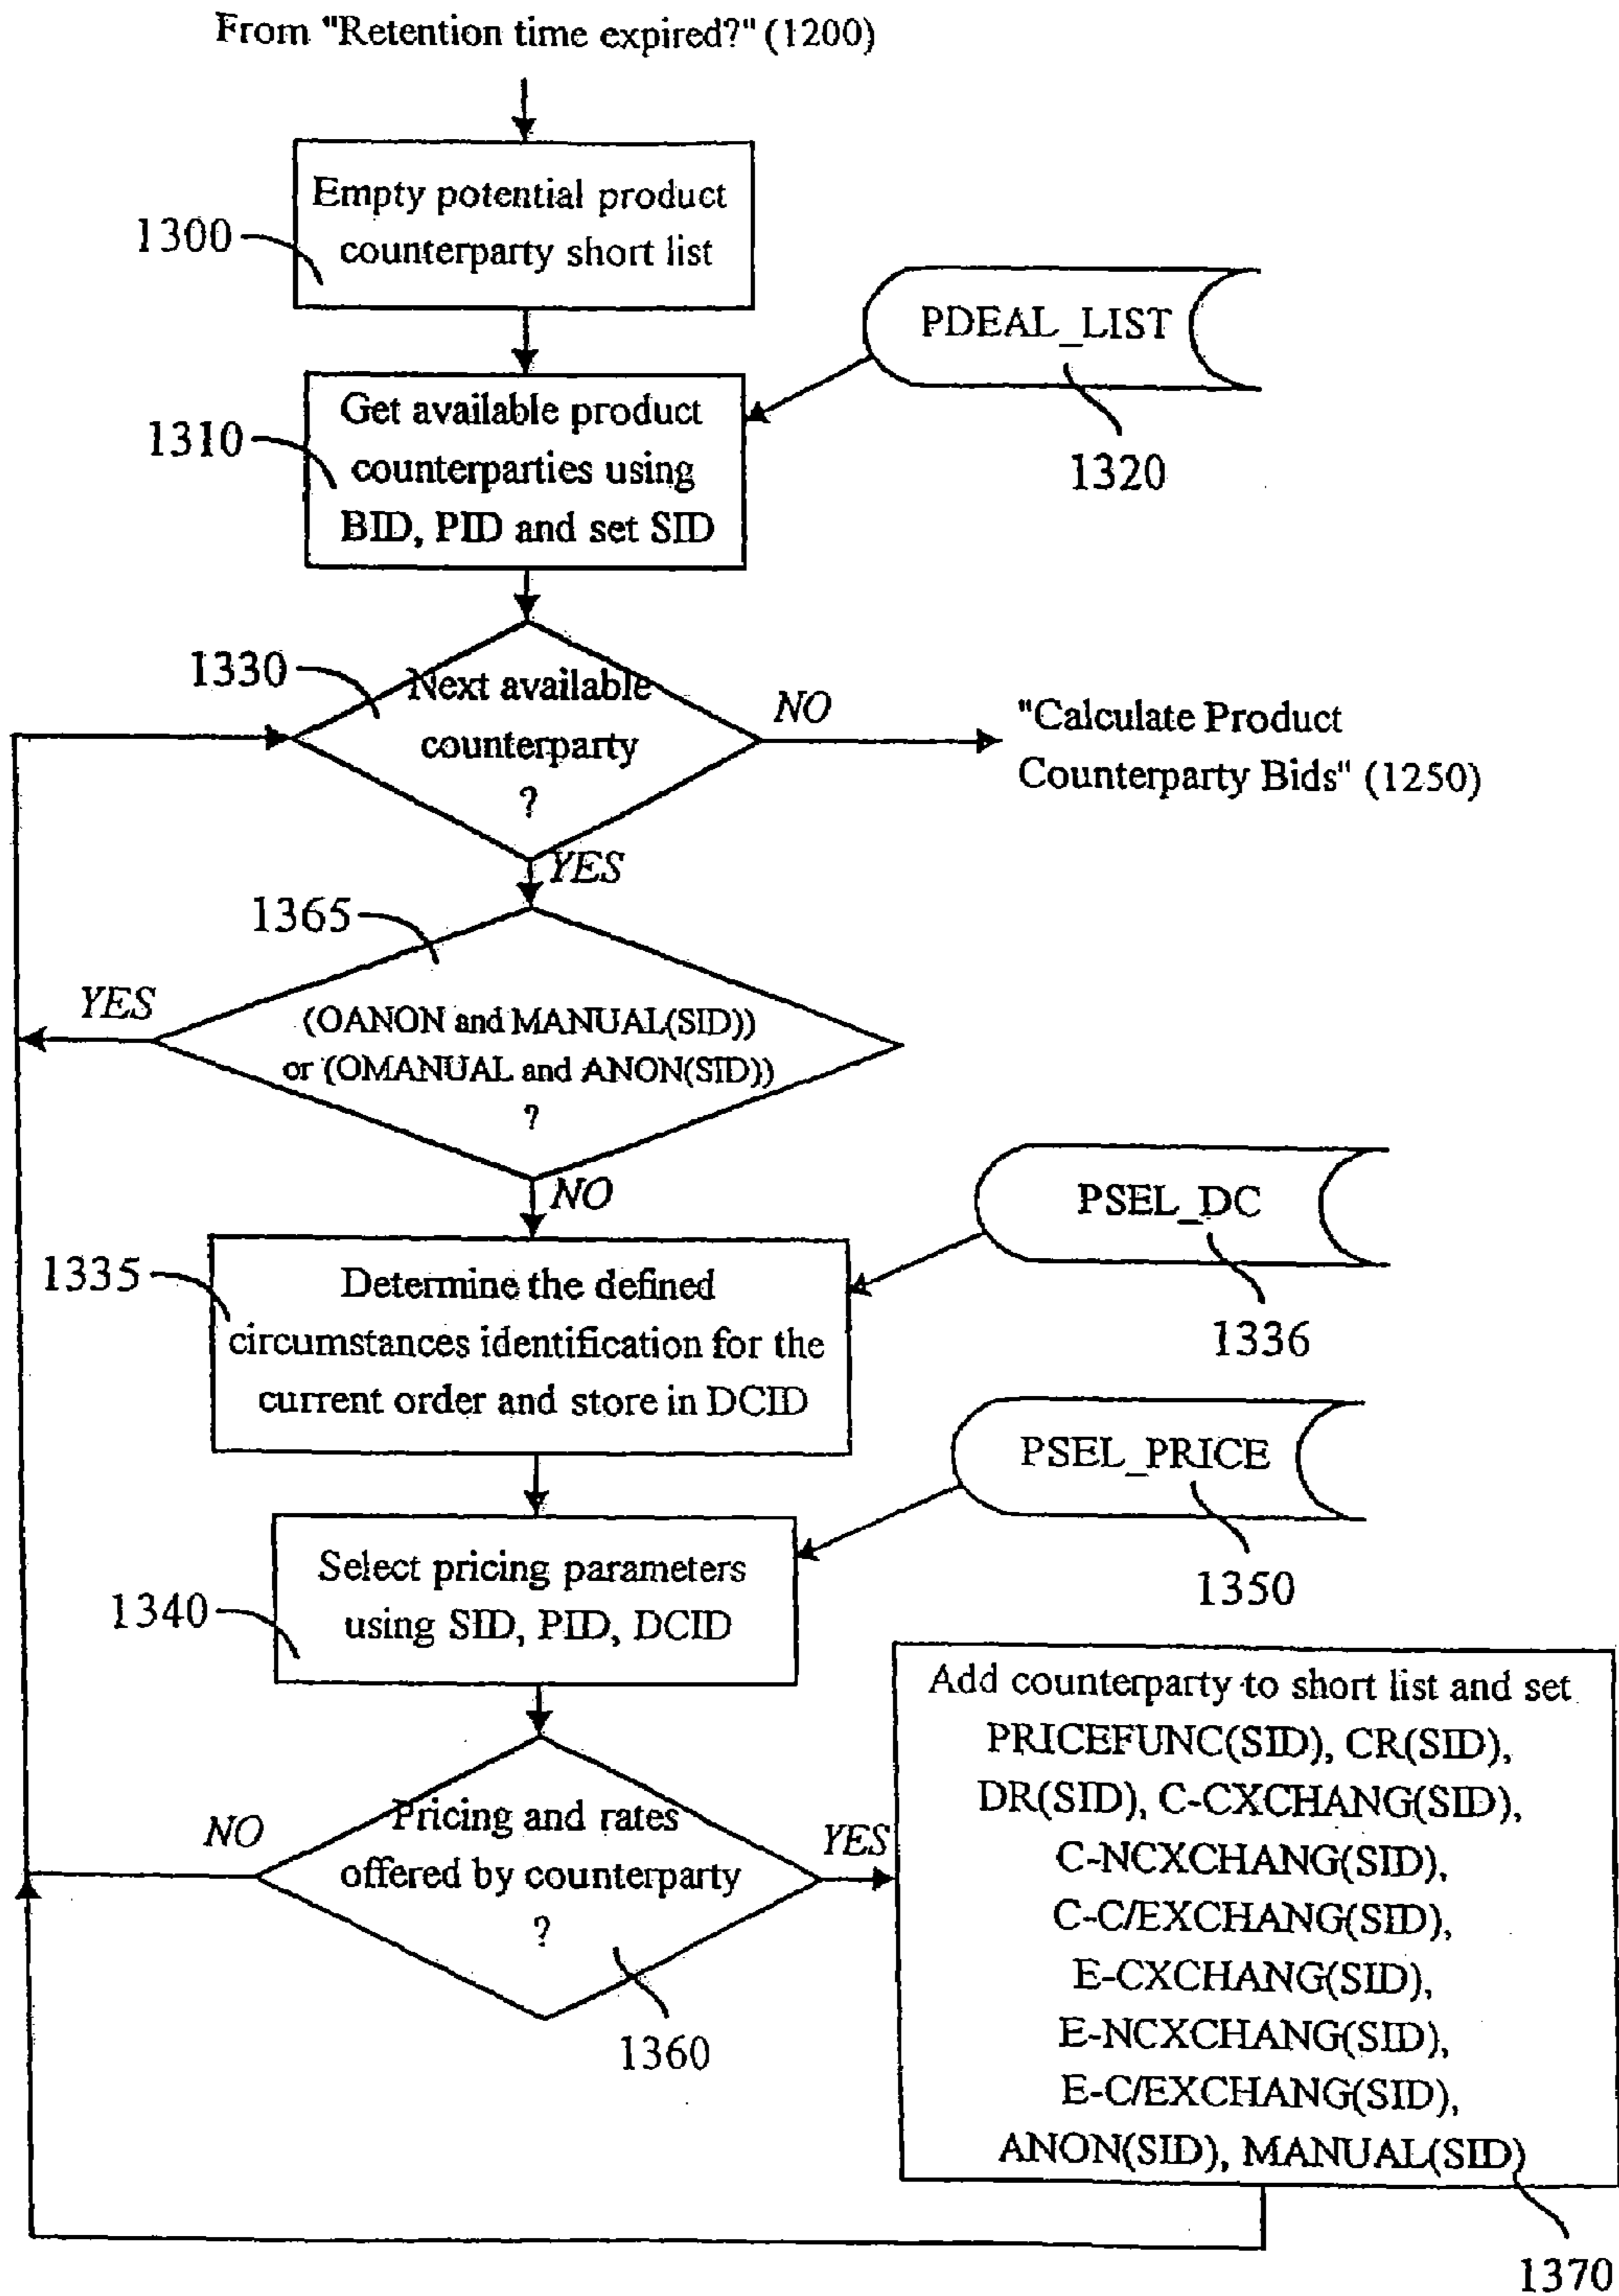 From "Retention time expired?" (1200)
Empty potential product
counterparty short list
1300
PDEAL_LIST
1320
Get available product
counterparties using
BID, PID and set SID
1310
1330
Next available
counterparty
?
NO
"Calculate Product
Counterparty Bids" (1250)
YES
1365
YES
(OANON and MANUAL(SID))
or (OMANUAL and ANON(SID))
?
NO
PSEL_DC
1336
1335
Determine the defined
circumstances identification for the
current order and store in DCID
PSEL_PRICE
1350
Select pricing parameters
using SID, PID, DCID
1340
NO
Pricing and rates
offered by counterparty
?
YES
1360
Add counterparty to short list and set
PRICEFUNC(SID), CR(SID),
DR(SID), C-CXCHANG(SID),
C-NCXCHANG(SID),
C-C/EXCHANG(SID),
E-CXCHANG(SID),
E-NCXCHANG(SID),
E-C/EXCHANG(SID),
ANON(SID), MANUAL(SID)
1370